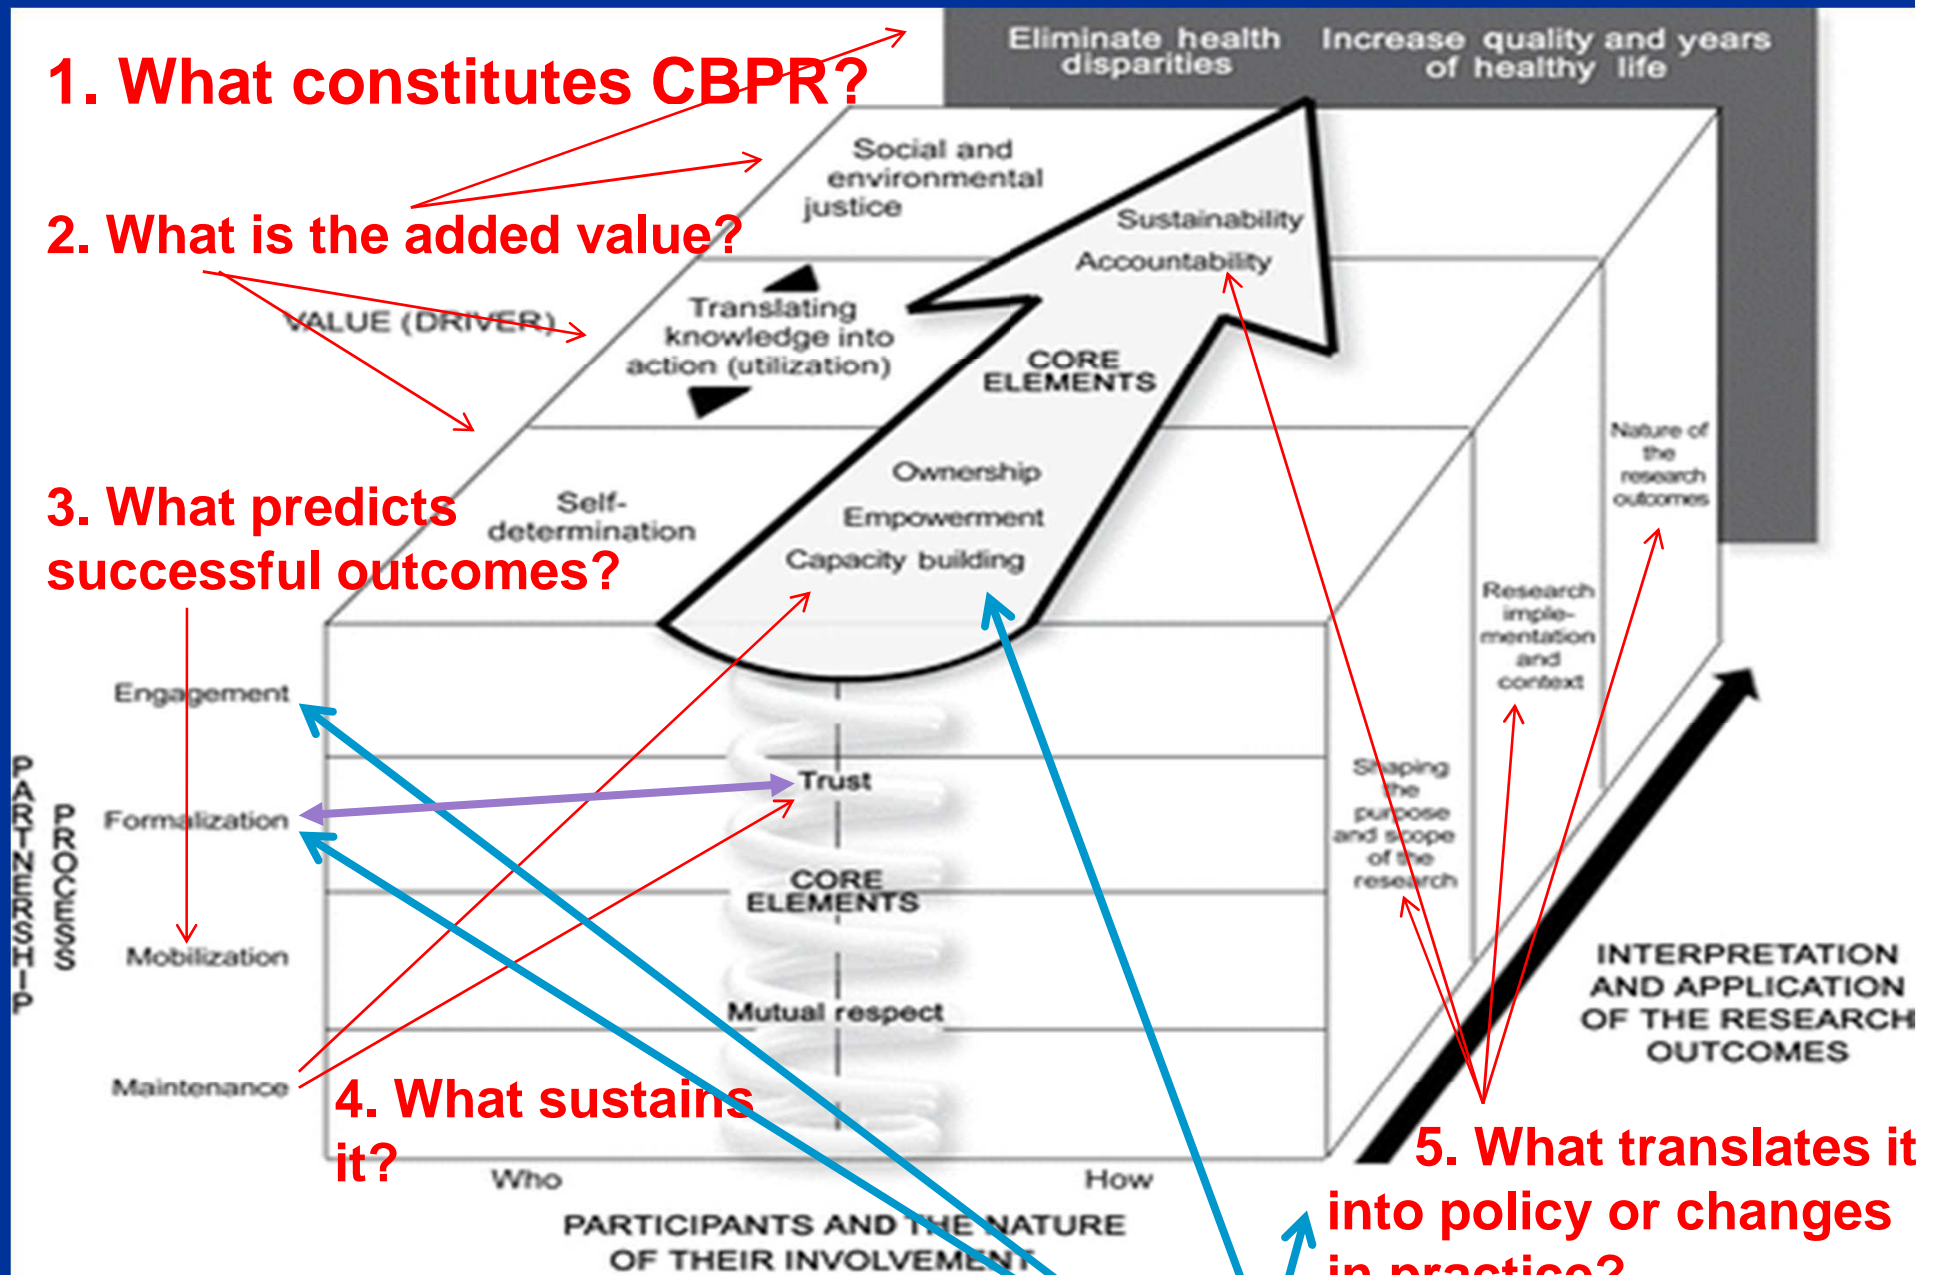 Eliminate health
disparities
Increase quality and years
of healthy life
1. What constitutes CBPR?
Social and
environmental
justice
Sustainability
Accountability
2. What is the added value?
VALUE (DRIVER)
Translating
knowledge into
action (utilization)
CORE
ELEMENTS
Ownership
Empowerment
Capacity building
3. What predicts
successful outcomes?
Self-
determination
Nature of
the
research
outcomes
Research
imple-
mentation
and
context
Shaping
the
purpose
and scope
of the
research
PARTNERSHIP
PROCESS
Engagement
Formalization
Mobilization
Maintenance
Trust
CORE
ELEMENTS
Mutual respect
INTERPRETATION
AND APPLICATION
OF THE RESEARCH
OUTCOMES
4. What sustains
it?
Who
How
PARTICIPANTS AND THE NATURE
OF THEIR INVOLVEMENT
5. What translates it
into policy or changes
in practice?